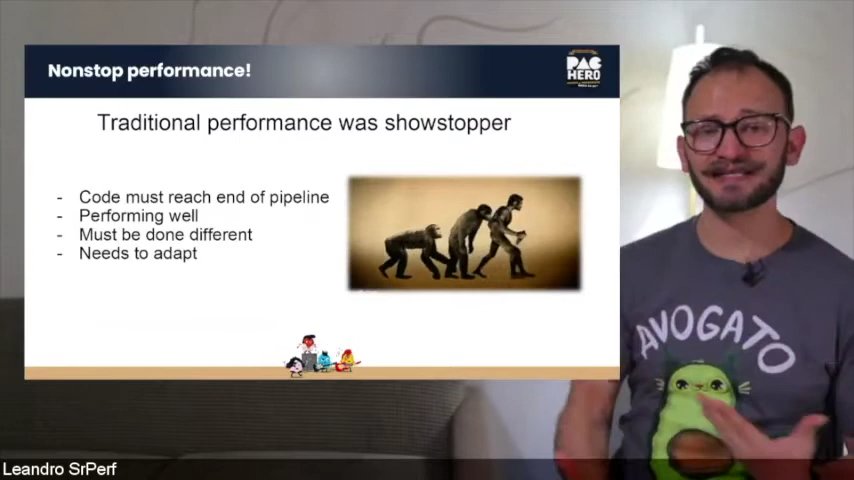 Nonstop performance!
PAC
HERO
Traditional performance was showstopper
- Code must reach end of pipeline
- Performing well
- Must be done different
- Needs to adapt
AVOGATO
Leandro SrPerf